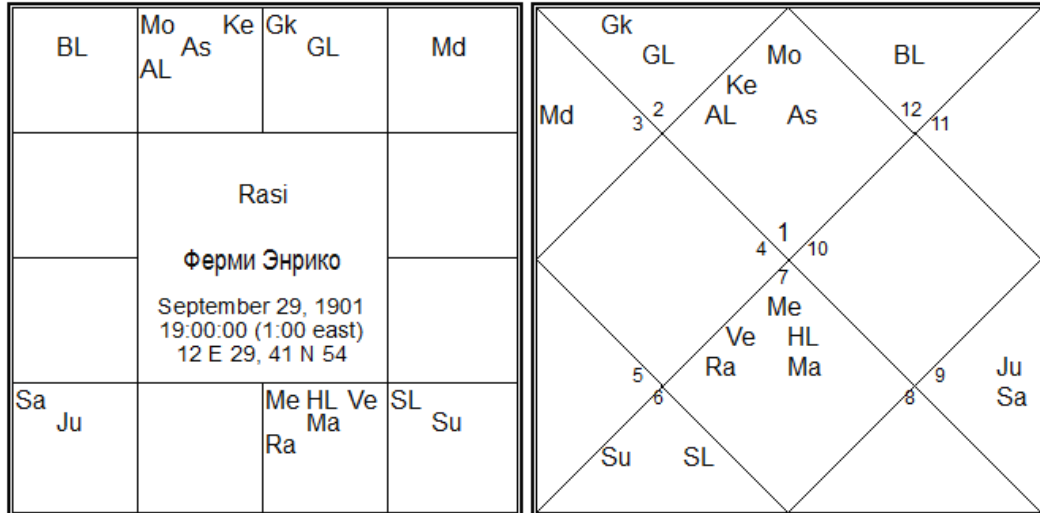 BL
Mo Ke
As
AL
Gk
GL
Md
Rasi
Ферми Энрико
September 29, 1901
19:00:00 (1:00 east)
12 E 29, 41 N 54
Sa
Ju
Me HL Ve
Ma
Ra
SL
Su
Gk
GL
Mo
BL
Ke
Md
AL As
3 2
12 11
1
4 10
7
Me
Ve HL
Ra Ma
5
6
9
8
Ju
Sa
Su SL